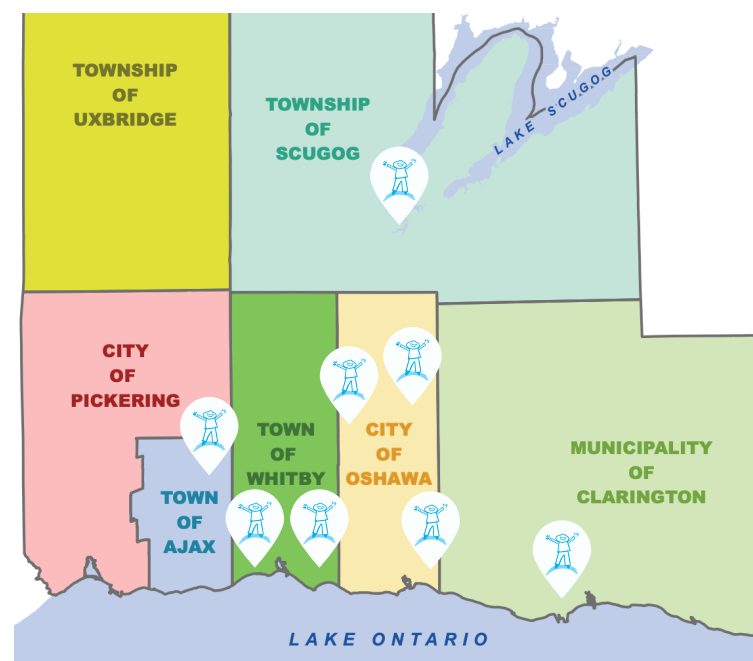 TOWNSHIP
OF
UXBRIDGE
TOWNSHIP
OF
SCUGOG
LAKE SCUGOG
CITY
OF
PICKERING
TOWN
OF
WHITBY
CITY
OF
OSHAWA
MUNICIPALITY
OF
CLARINGTON
TOWN
OF
AJAX
LAKE ONTARIO